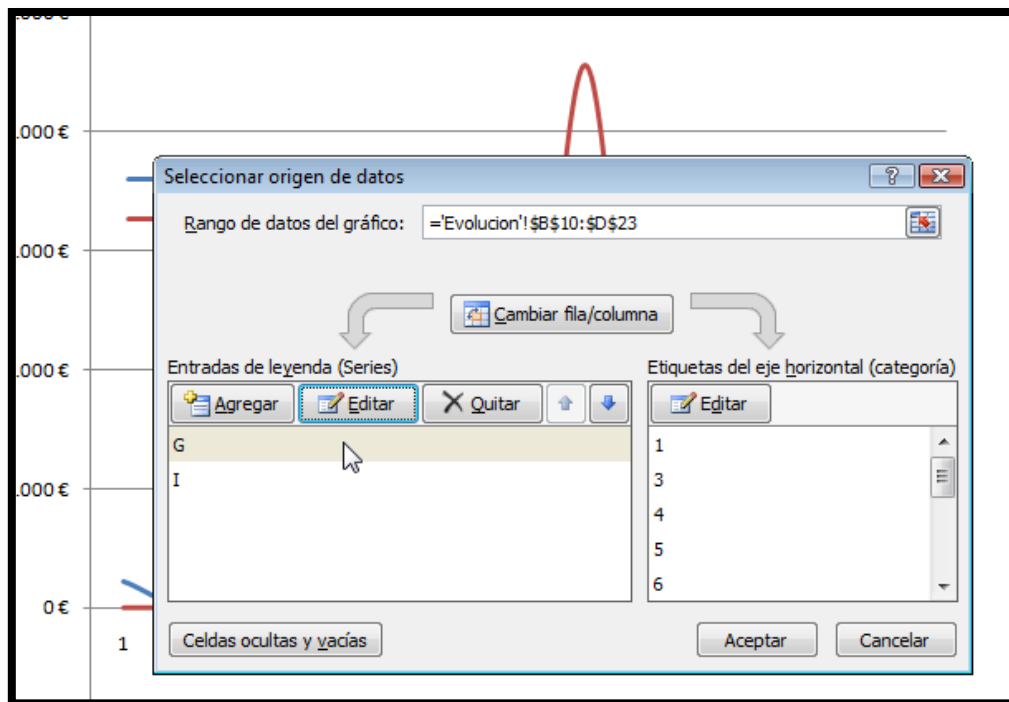 .000 €
Seleccionar origen de datos
Rango de datos del gráfico: ='Evolucion'!$B$10:$D$23
.000 €
Cambiar fila/columna
.000 €
Entradas de leyenda (Series)
Agregar Editar Quitar
G
I
Etiquetas del eje horizontal (categoría)
Editar
1
3
4
5
6
.000 €
0 €
1
Celdas ocultas y vacías
Aceptar Cancelar